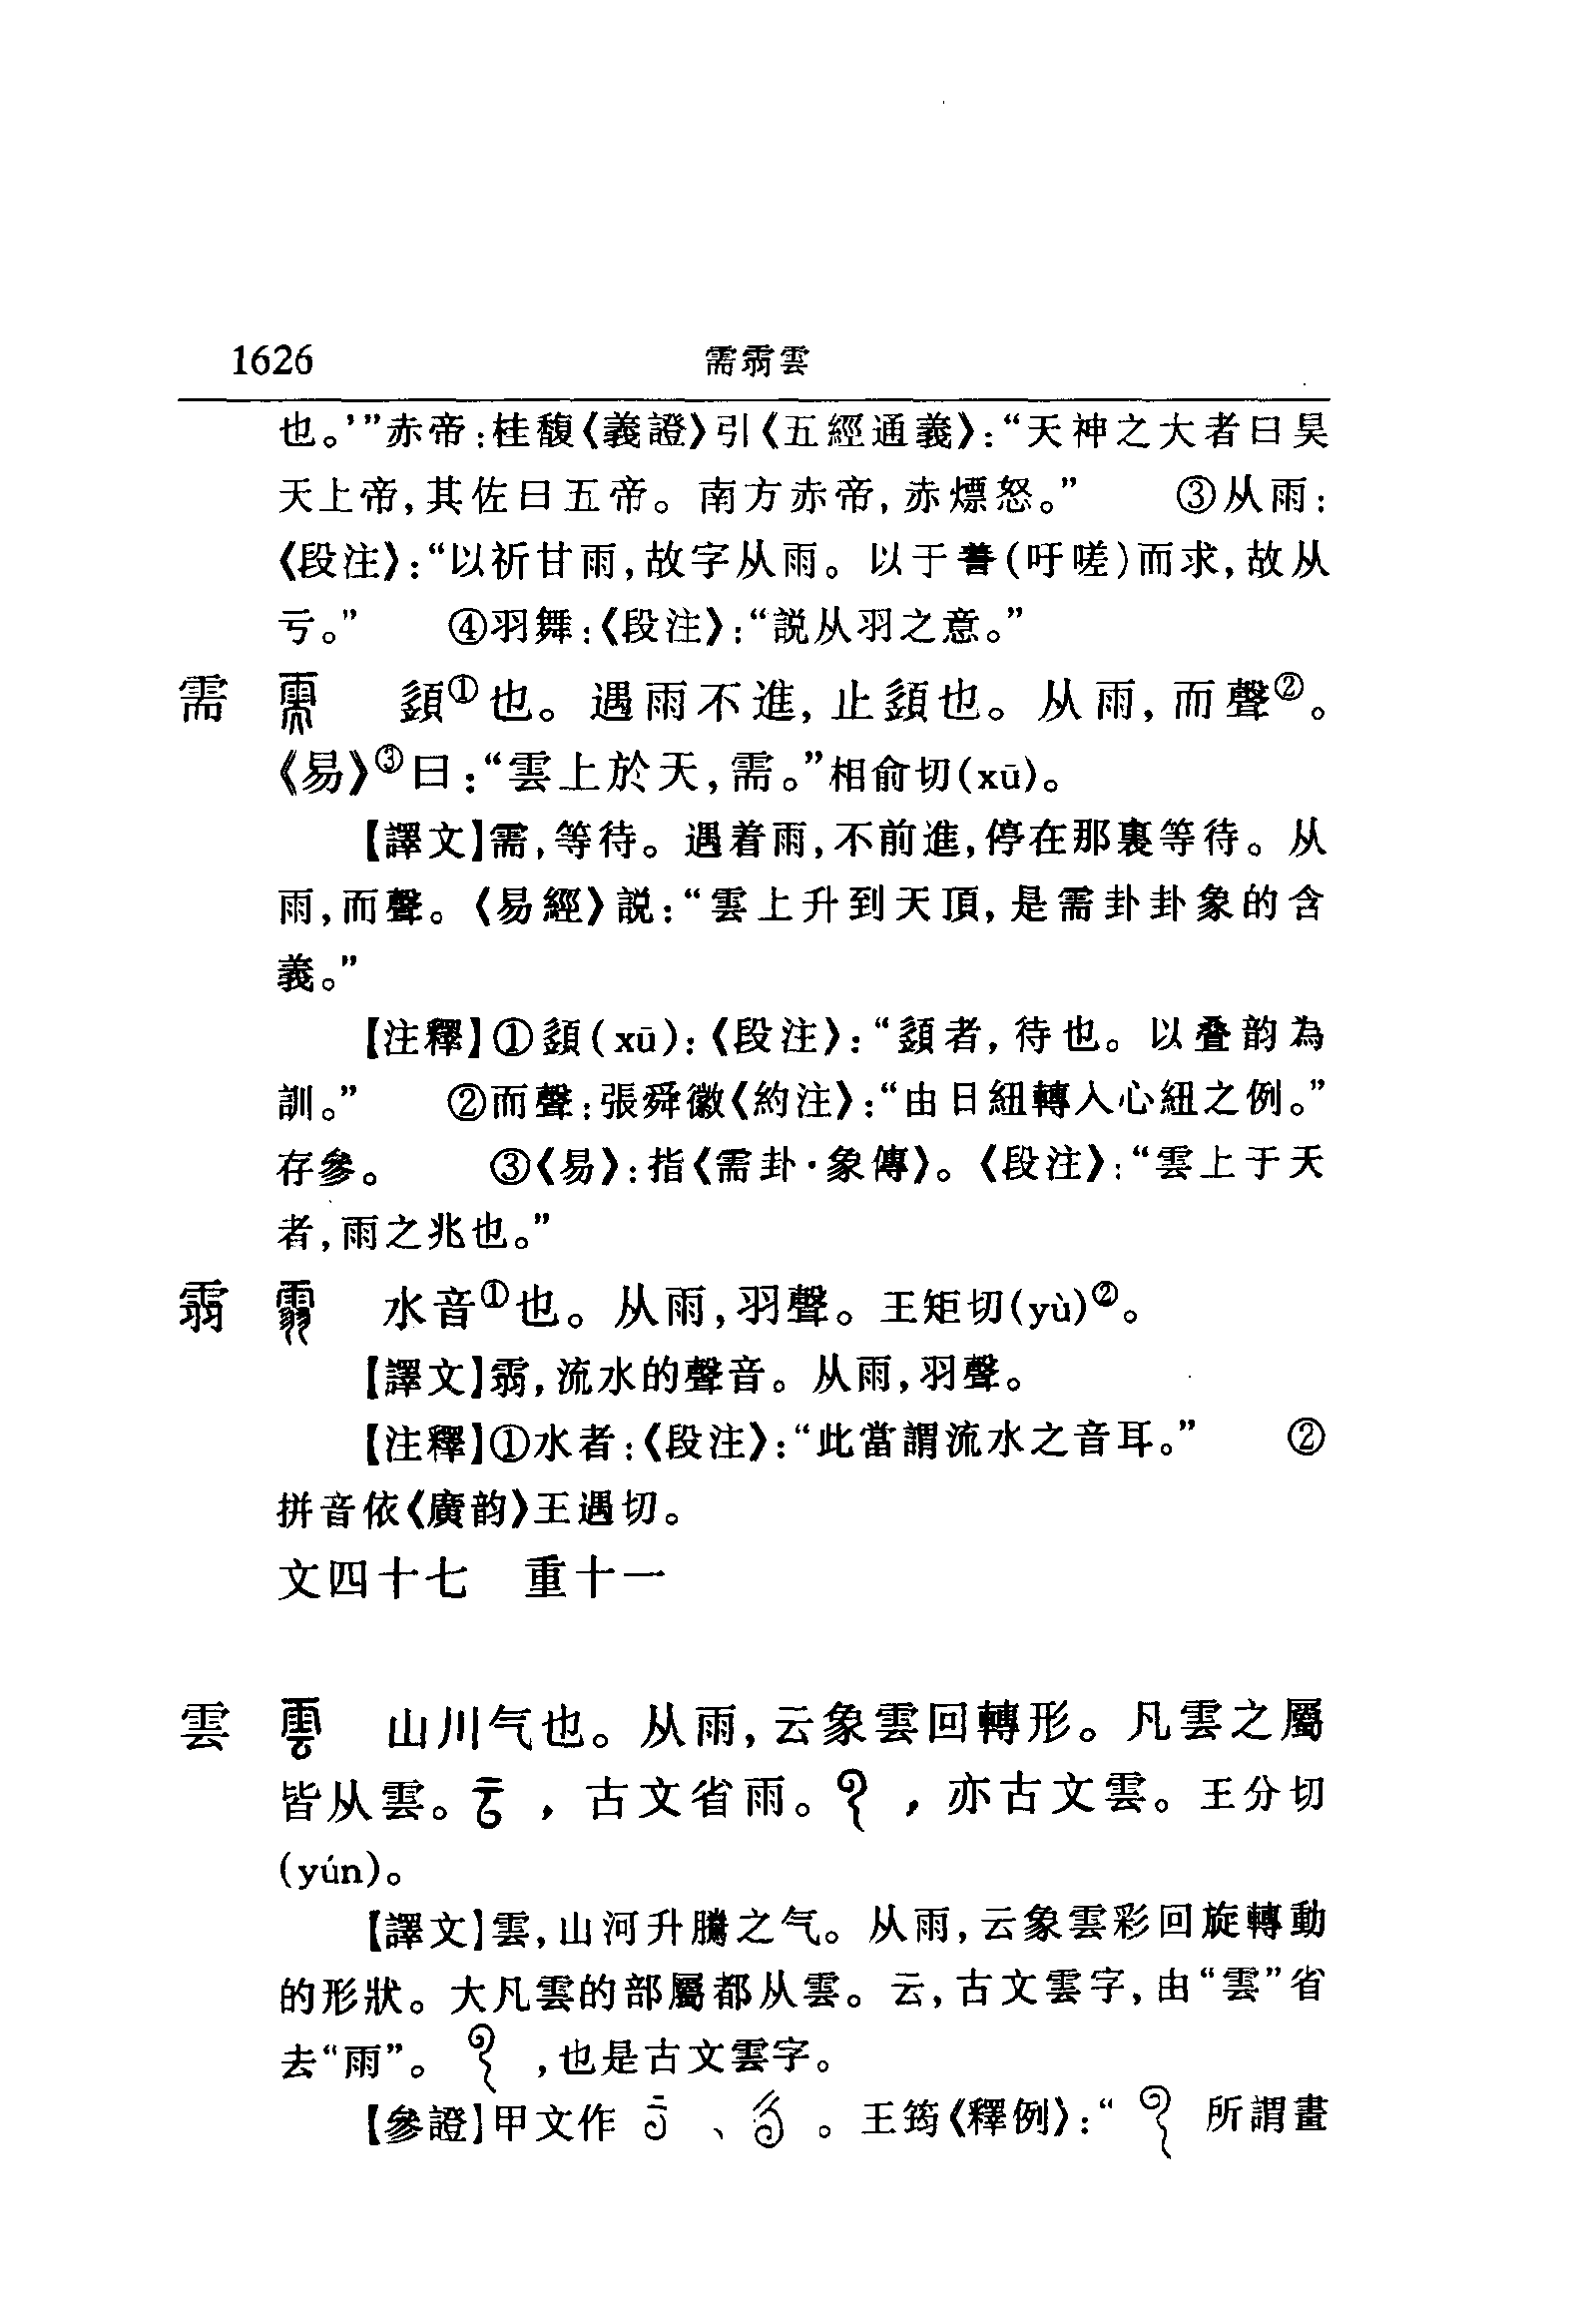 1626
需䨒雲
也。’”赤帝:桂馥《義證》引《五經通義》:“天神之大者曰昊
天上帝,其佐曰五帝。南方赤帝,赤熛怒。” ③从雨:
《段注》:“以祈甘雨,故字从雨。以于𧨳(吁嗟)而求,故从
亏。” ④羽舞:《段注》:“説从羽之意。”
需 䇓①也。遇雨不進,止䇓也。从雨,而聲②。
《易》③曰:“雲上於天,需。”相俞切(xū)。
【譯文】需,等待。遇着雨,不前進,停在那裏等待。从
雨,而聲。《易經》説:“雲上升到天頂,是需卦卦象的含
義。”
【注釋】①䇓(xū):《段注》:“䇓者,待也。以叠韵為
訓。” ②而聲:張舜徽《約注》:“由日紐轉入心紐之例。”
存參。 ③《易》:指《需卦·象傳》。《段注》:“雲上于天
者,雨之兆也。”
䨒 水音①也。从雨,羽聲。王矩切(yù)②。
【譯文】䨒,流水的聲音。从雨,羽聲。
【注釋】①水者:《段注》:“此當謂流水之音耳。” ②
拼音依《廣韵》王遇切。
文四十七 重十一
雲 山川气也。从雨,云象雲回轉形。凡雲之屬
皆从雲。,古文省雨。,亦古文雲。王分切
(yún)。
【譯文】雲,山河升騰之气。从雨,云象雲彩回旋轉動
的形狀。大凡雲的部屬都从雲。云,古文雲字,由“雲”省
去“雨”。,也是古文雲字。
【參證】甲文作、。王筠《釋例》:“所謂畫